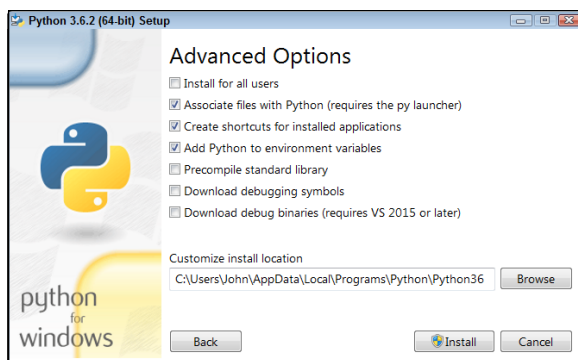 Python 3.6.2 (64-bit) Setup
Advanced Options
Install for all users
Associate files with Python (requires the py launcher)
Create shortcuts for installed applications
Add Python to environment variables
Precompile standard library
Download debugging symbols
Download debug binaries (requires VS 2015 or later)
Customize install location
C:\Users\John\AppData\Local\Programs\Python\Python36
Browse
python
for
windows
Back
Install
Cancel